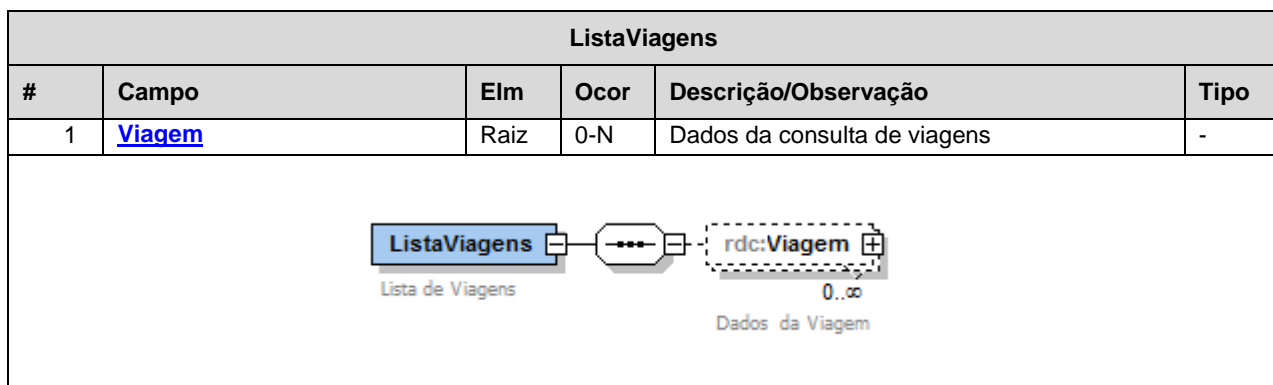 ListaViagens
# Campo Elm Ocor Descrição/Observação Tipo
1 Viagem Raiz 0-N Dados da consulta de viagens -
ListaViagens rdc:Viagem
Lista de Viagens 0..∞
Dados da Viagem